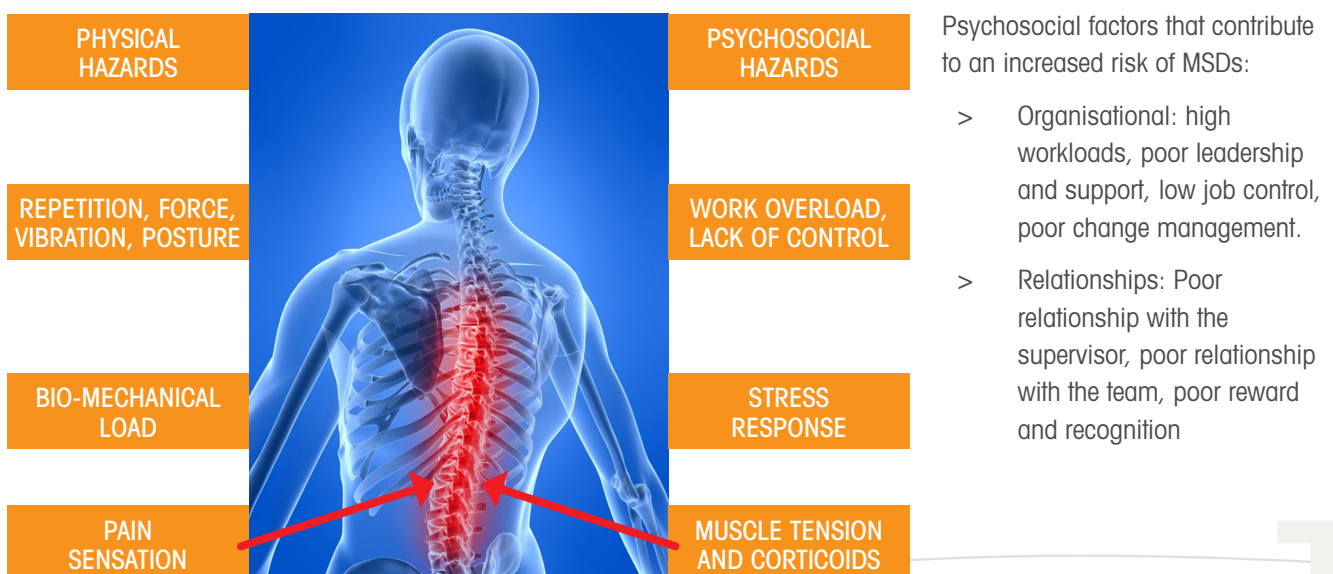 PHYSICAL
HAZARDS
REPETITION, FORCE,
VIBRATION, POSTURE
BIO-MECHANICAL
LOAD
PAIN
SENSATION
PSYCHOSOCIAL
HAZARDS
WORK OVERLOAD,
LACK OF CONTROL
STRESS
RESPONSE
MUSCLE TENSION
AND CORTICOIDS
Psychosocial factors that contribute
to an increased risk of MSDs:
> Organisational: high
workloads, poor leadership
and support, low job control,
poor change management.
> Relationships: Poor
relationship with the
supervisor, poor relationship
with the team, poor reward
and recognition